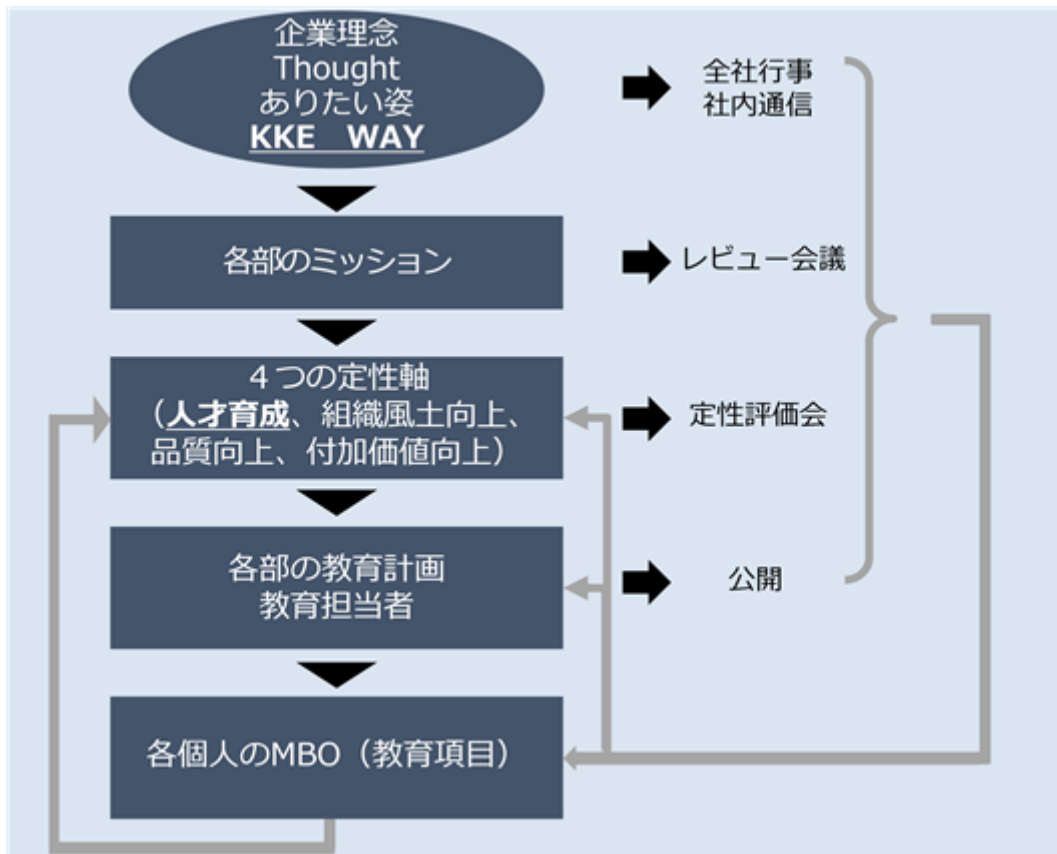 企業理念
Thought
ありたい姿
KKE WAY
全社行事
社内通信
各部のミッション
レビュー会議
４つの定性軸
（人才育成、組織風土向上、
品質向上、付加価値向上）
定性評価会
各部の教育計画
教育担当者
公開
各個人のMBO（教育項目）